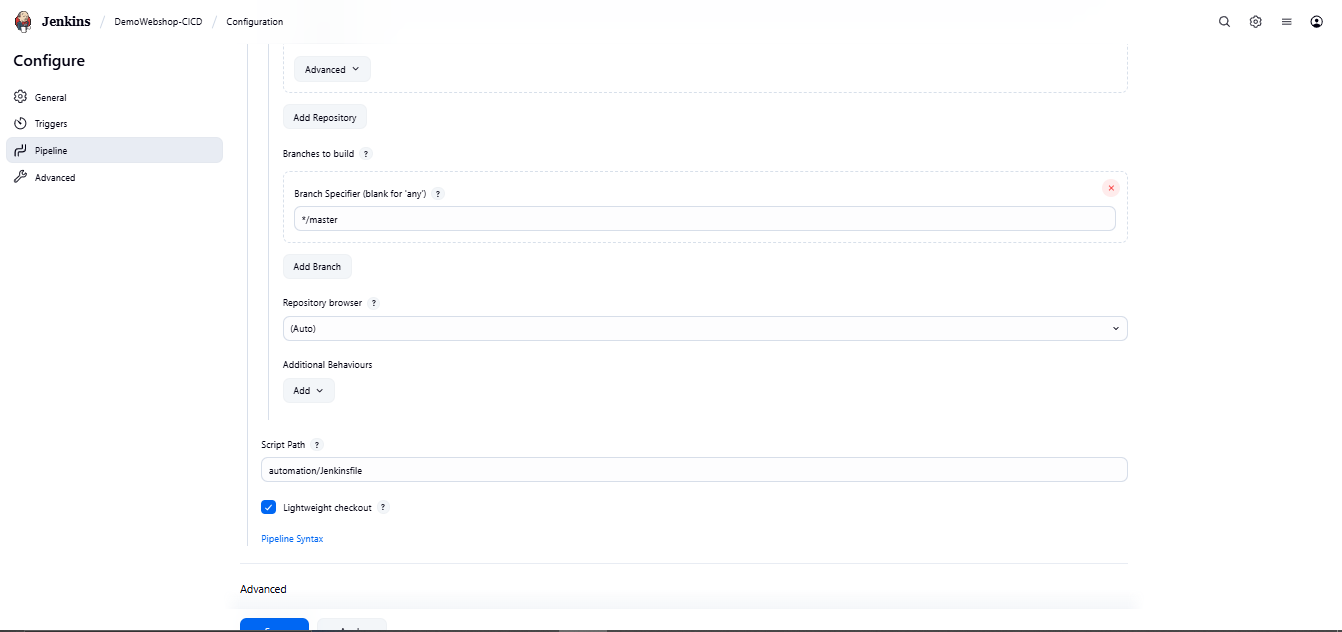 Jenkins / DemoWebshop-CICD / Configuration
Configure
General
Triggers
Pipeline
Advanced
Advanced
Add Repository
Branches to build ?
Branch Specifier (blank for 'any') ?
*/master
Add Branch
Repository browser ?
(Auto)
Additional Behaviours
Add
Script Path ?
automation/Jenkinsfile
Lightweight checkout ?
Pipeline Syntax
Advanced